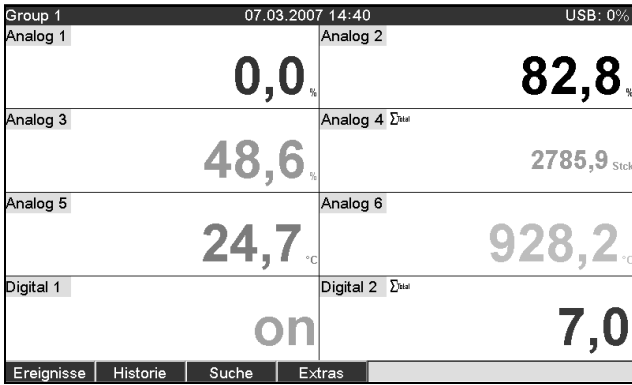 Group 1 07.03.2007 14:40 USB: 0%
Analog 1 Analog 2
0,0 % 82,8 %
Analog 3 Analog 4 ΣTotal
48,6 % 2785,9 Stck
Analog 5 Analog 6
24,7 °C 928,2 °C
Digital 1 Digital 2 ΣTotal
on 7,0
Ereignisse Historie Suche Extras